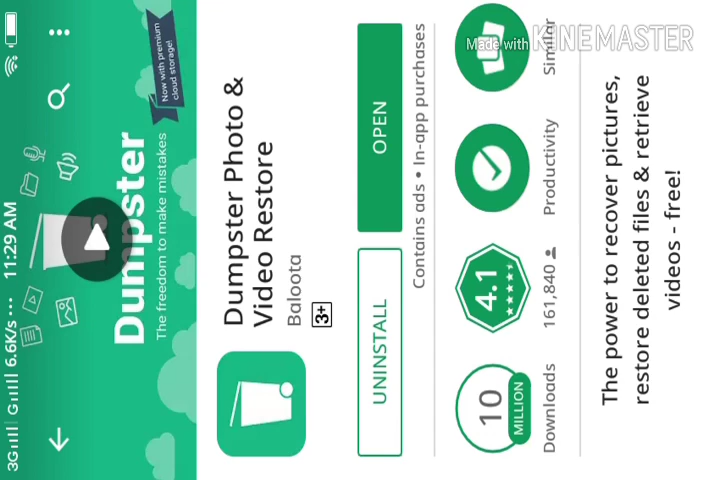 3G G 6.6K/s ... 11:29 AM
Now with premium
cloud storage!
Dumpster
The freedom to make mistakes
Dumpster Photo &
Video Restore
Baloota
3+
UNINSTALL
OPEN
Contains ads • In-app purchases
10
MILLION
Downloads
4.1
161,840
Productivity
Similar
The power to recover pictures,
restore deleted files & retrieve
videos - free!
Made with KINEMASTER